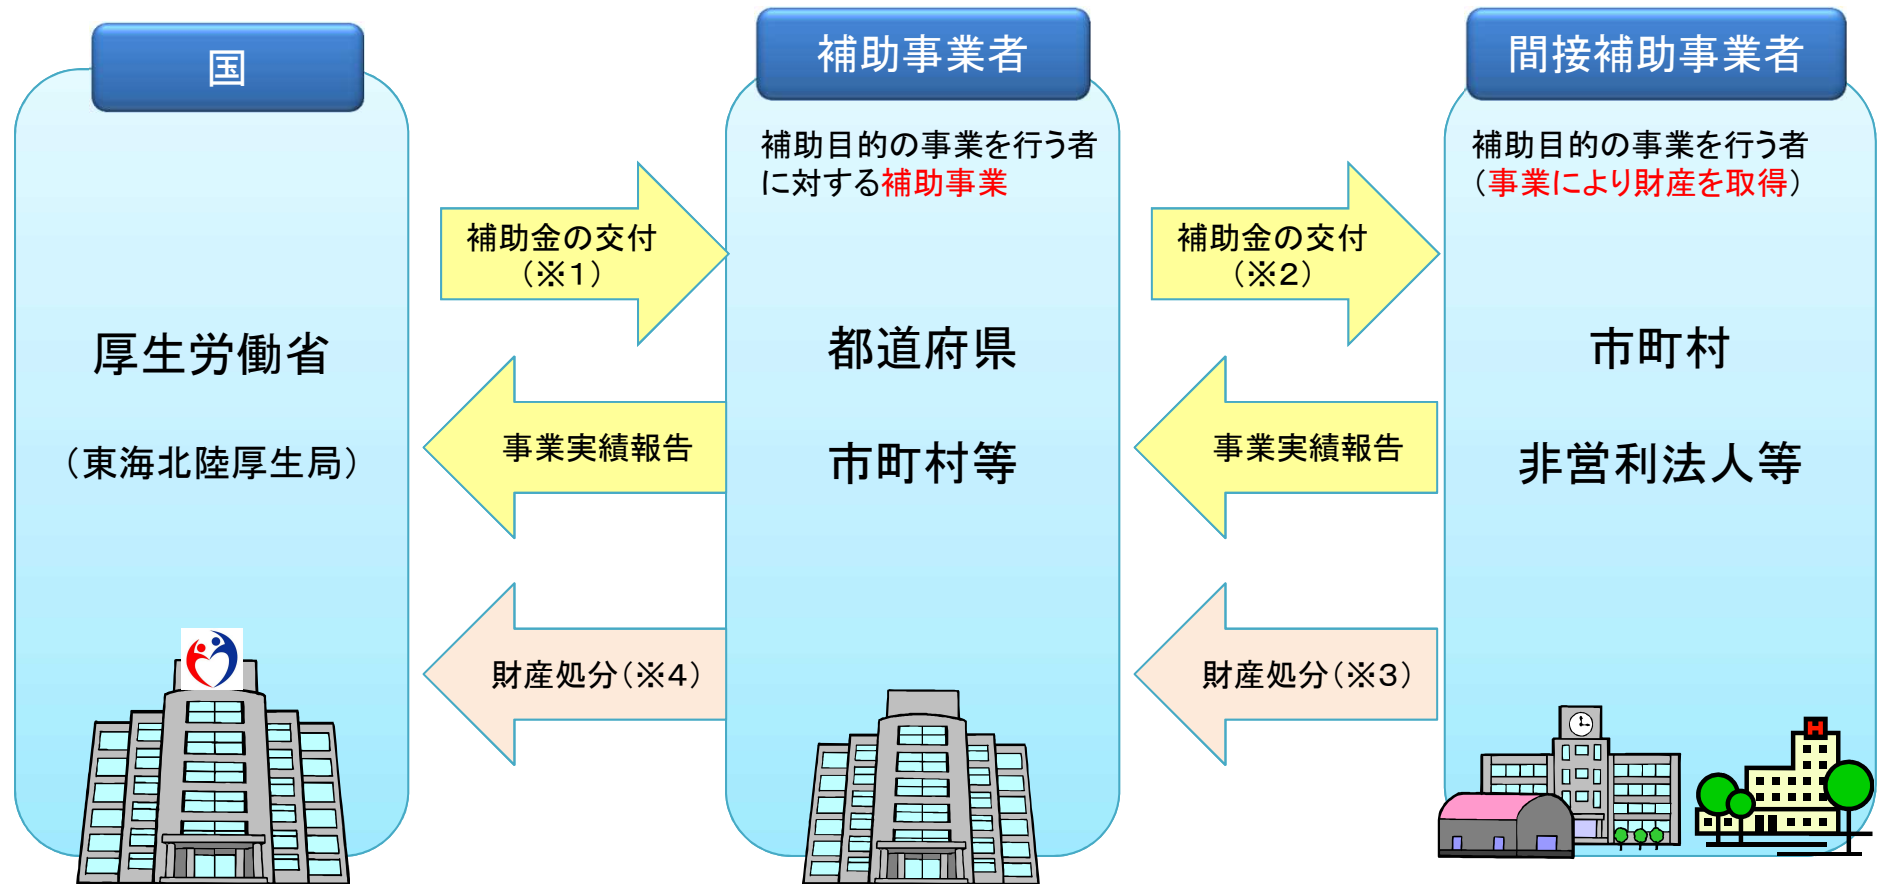 国
厚生労働省
（東海北陸厚生局）
補助金の交付
（※１）
事業実績報告
財産処分（※４）
補助事業者
補助目的の事業を行う者
に対する補助事業
都道府県
市町村等
補助金の交付
（※２）
事業実績報告
財産処分（※３）
間接補助事業者
補助目的の事業を行う者
（事業により財産を取得）
市町村
非営利法人等
H